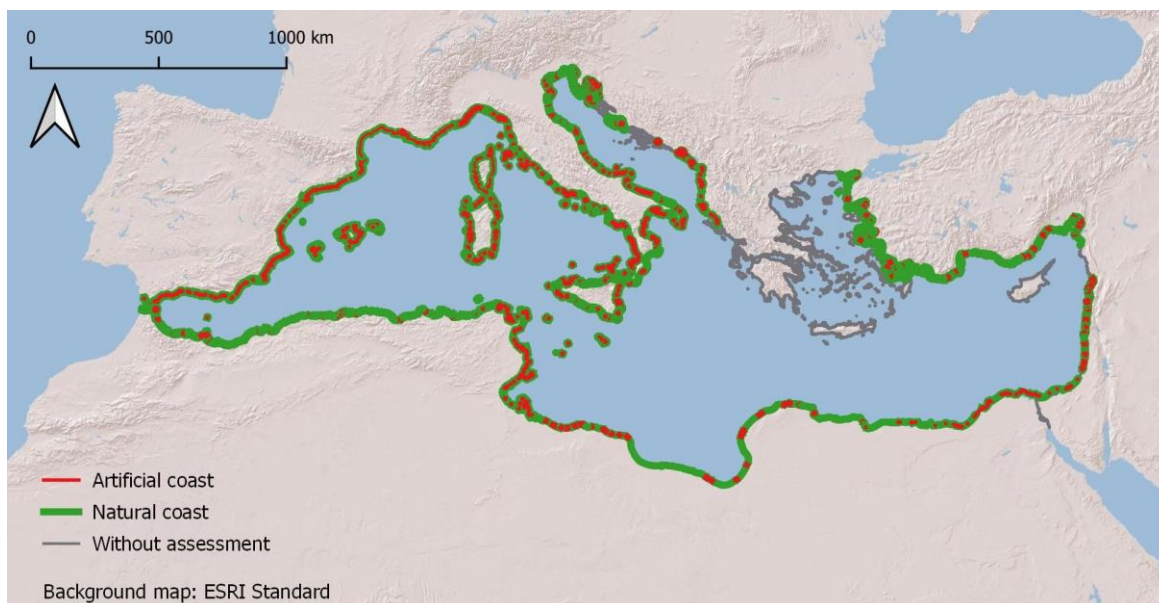 0 500 1000 km
Artificial coast
Natural coast
Without assessment
Background map: ESRI Standard